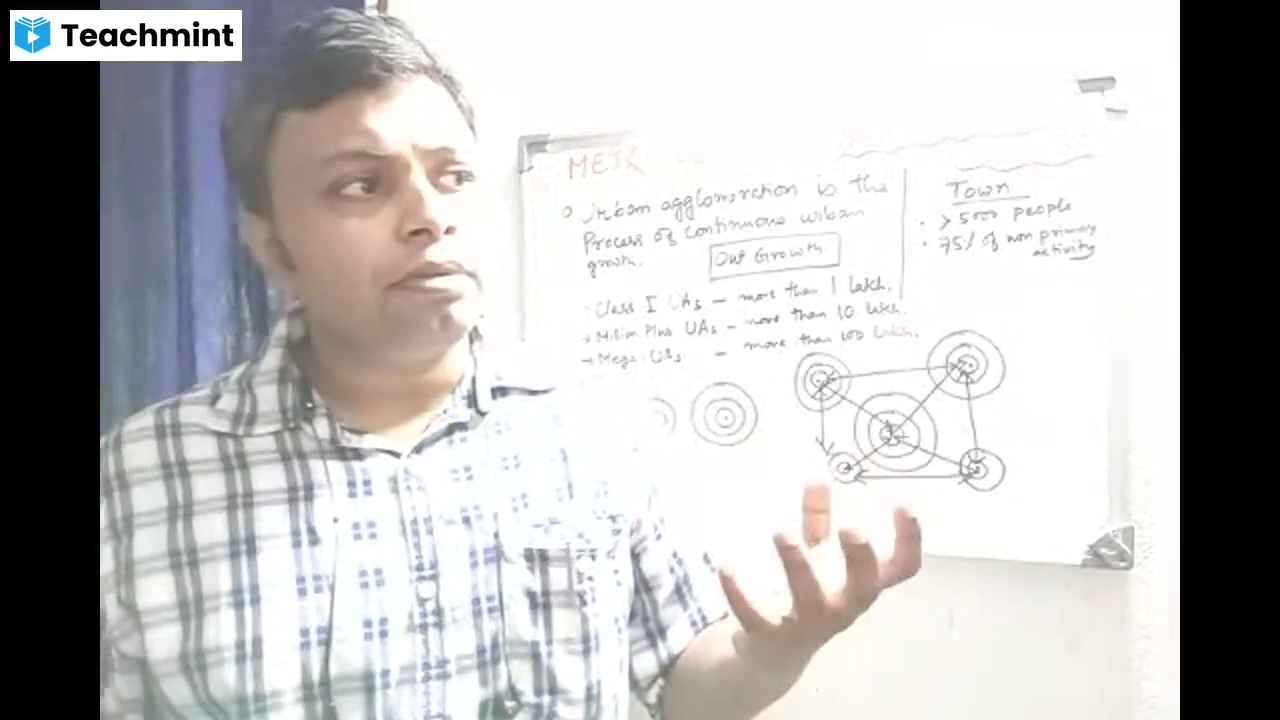 Teachmint
METR
Urban agglomeration is the
Process of continuous urban
growth.
Out Growth
Class I UAs – more than 1 lakh.
→ Million Plus UAs – more than 10 lakh.
→ Mega UAs – more than 100 lakh.
Town
· > 5000 people
· 75% of non primary
activity